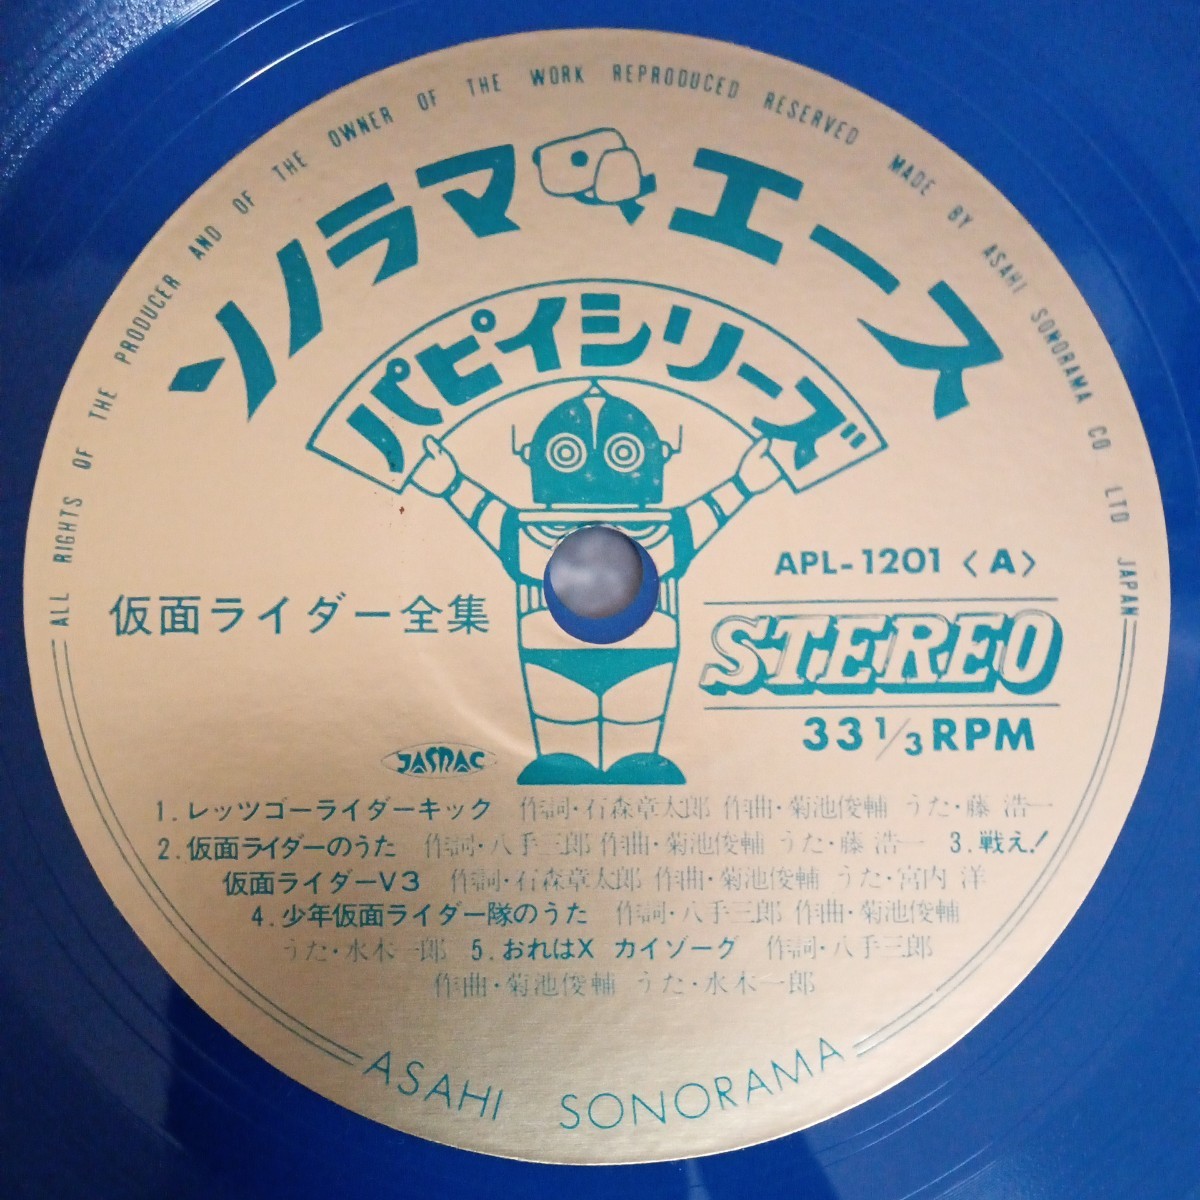 ALL RIGHTS OF THE PRODUCER AND OF THE OWNER OF THE WORK REPRODUCED RESERVED MADE BY ASAHI SONORAMA CO LTD JAPAN
ソノラマエース
パピイシリーズ
APL-1201〈A〉
仮面ライダー全集
STEREO
33 1/3 RPM
JASRAC
1.レッツゴーライダーキック 作詞・石森章太郎 作曲・菊池俊輔 うた・藤 浩一
2.仮面ライダーのうた 作詞・八手三郎 作曲・菊池俊輔 うた・藤 浩一 3.戦え!
仮面ライダーV3 作詞・石森章太郎 作曲・菊池俊輔 うた・宮内 洋
4.少年仮面ライダー隊のうた 作詞・八手三郎 作曲・菊池俊輔
うた・水木一郎 5.おれはX カイゾーグ 作詞・八手三郎
作曲・菊池俊輔 うた・水木一郎
ASAHI SONORAMA